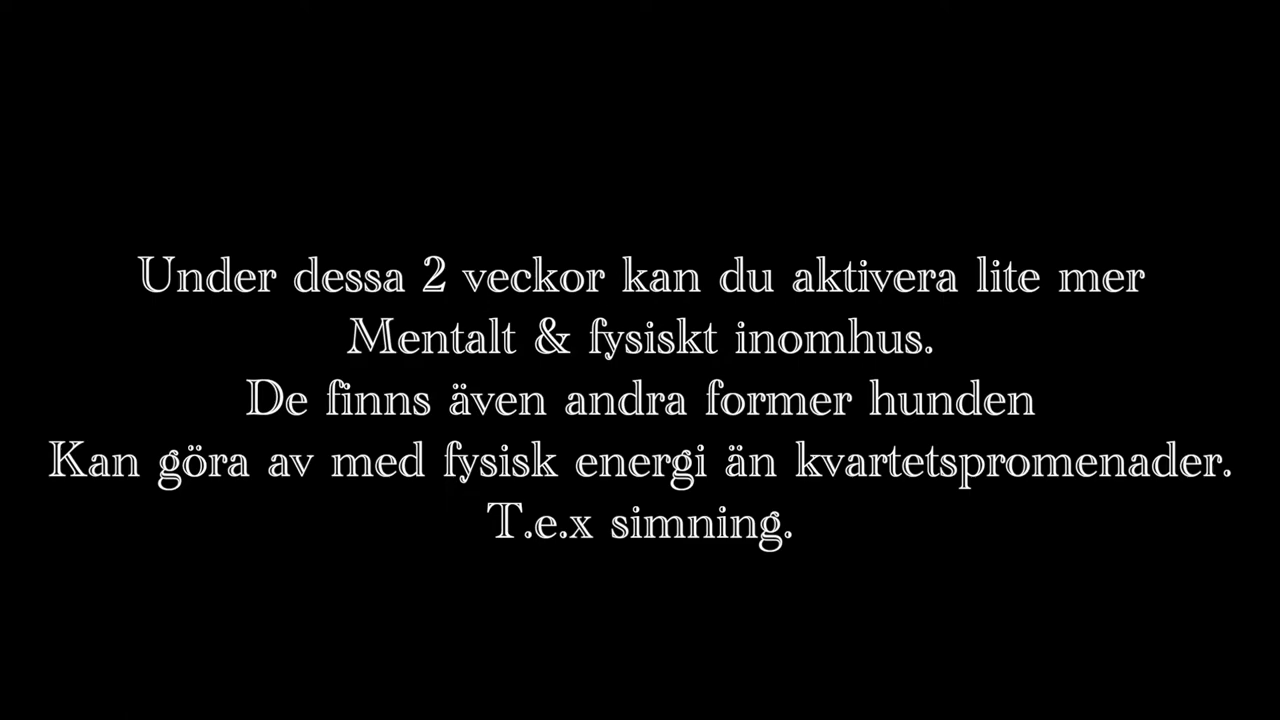 Under dessa 2 veckor kan du aktivera lite mer
Mentalt & fysiskt inomhus.
De finns även andra former hunden
Kan göra av med fysisk energi än kvartetspromenader.
T.e.x simning.